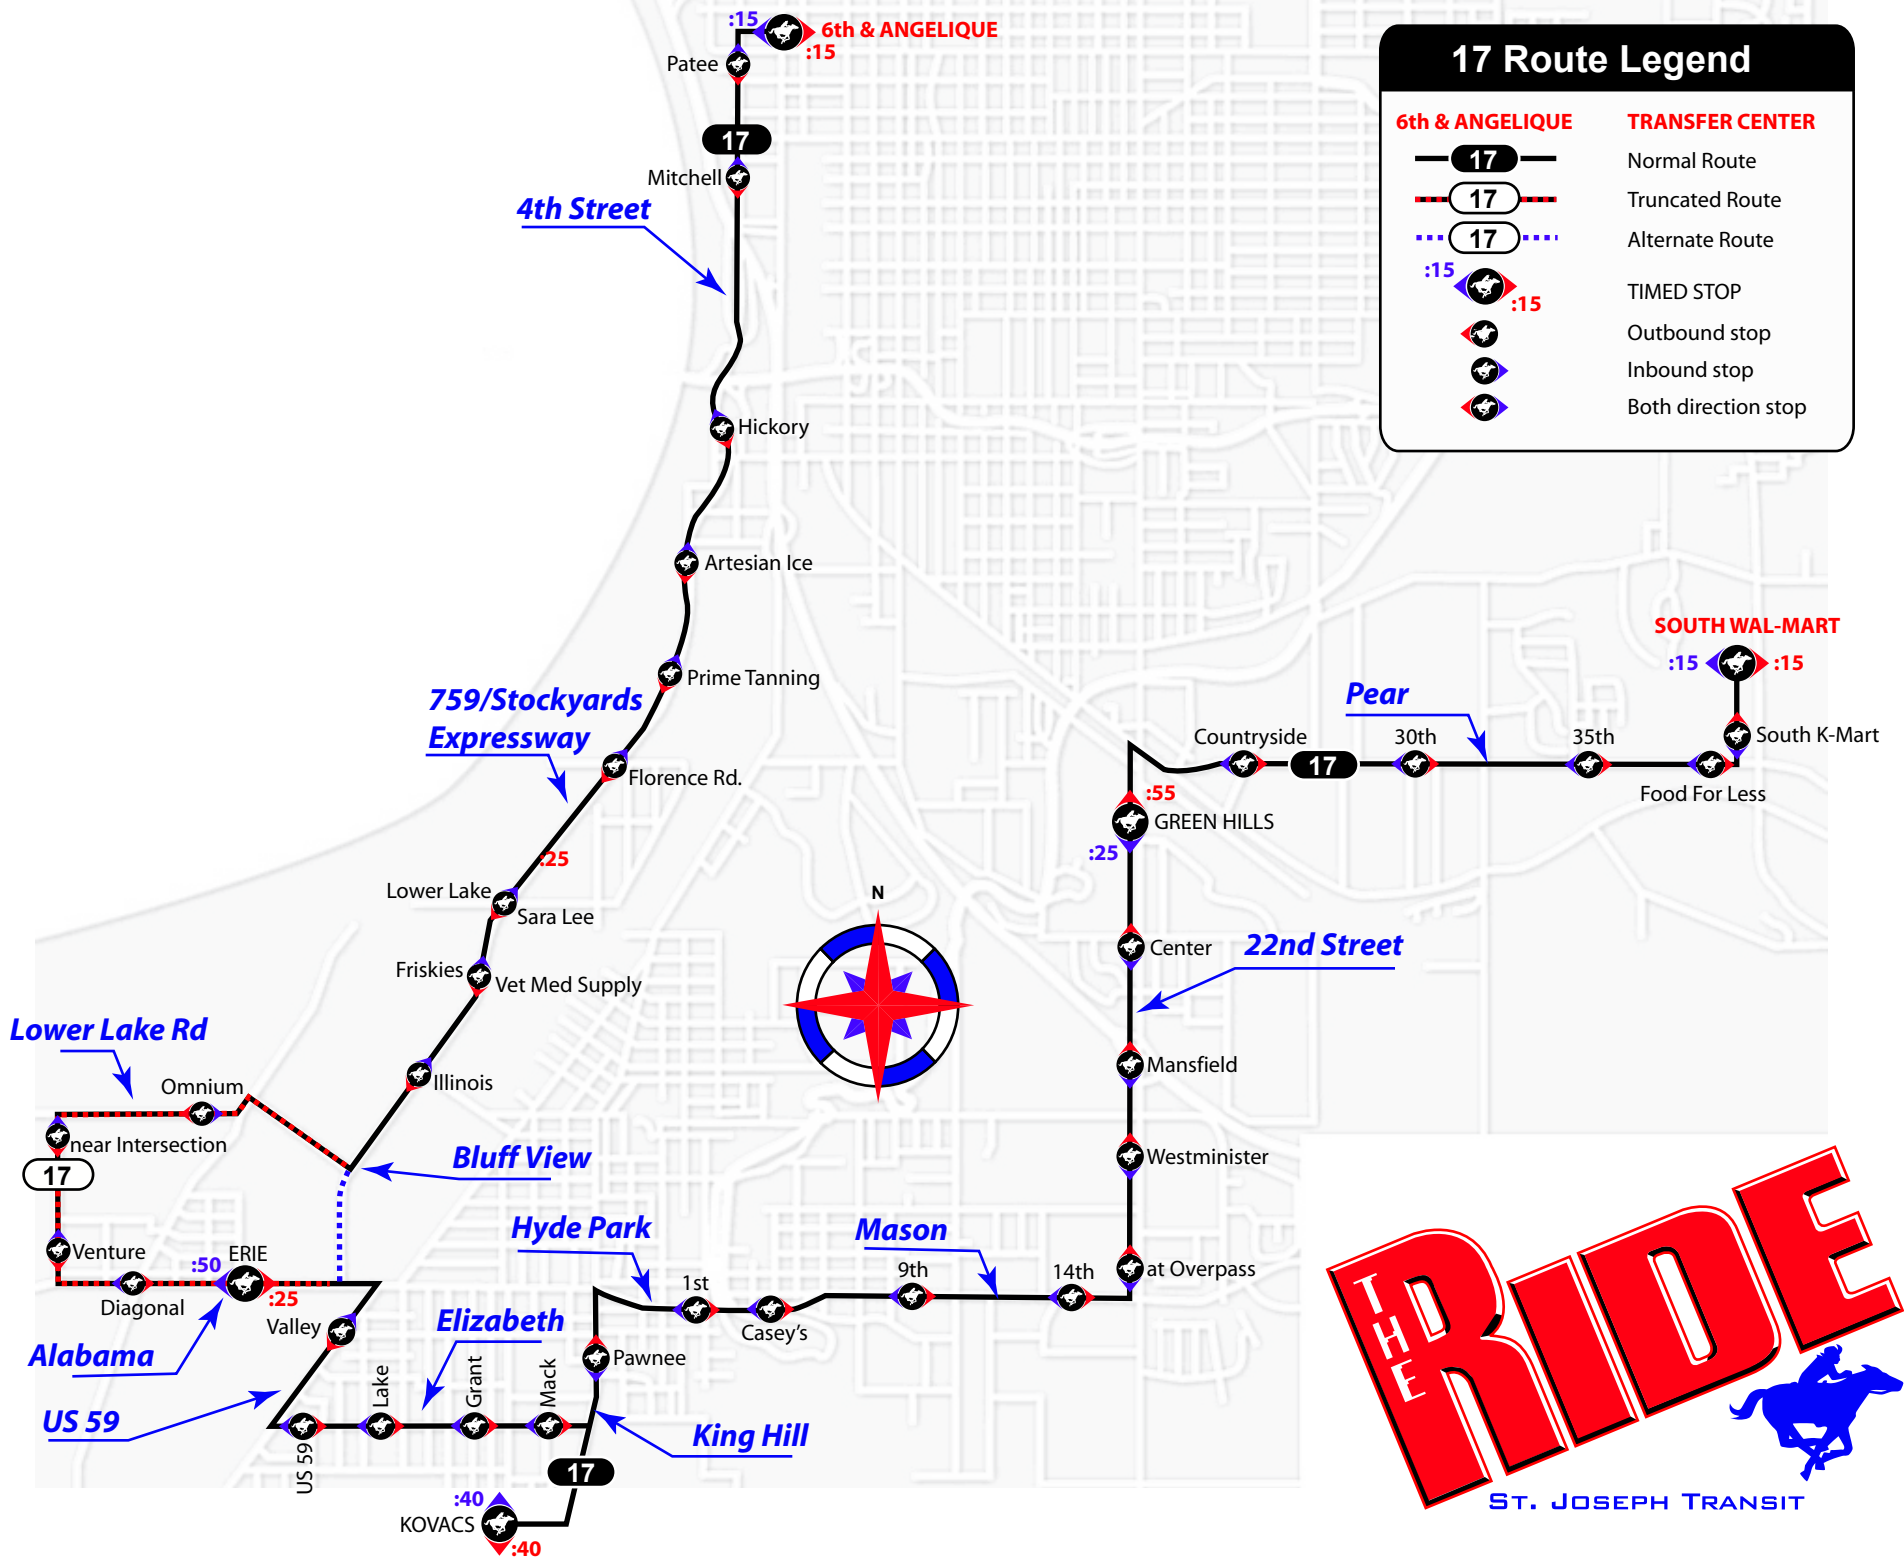 :15
6th & ANGELIQUE
:15
Patee
17
Mitchell
4th Street
Hickory
Artesian Ice
Prime Tanning
759/Stockyards
Expressway
Florence Rd.
:25
Lower Lake
Sara Lee
Friskies
Vet Med Supply
Illinois
Lower Lake Rd
Omnium
near Intersection
17
Bluff View
Venture
Diagonal
:50
ERIE
:25
Alabama
Valley
US 59
US 59
Lake
Grant
Mack
Elizabeth
Hyde Park
King Hill
17
:40
KOVACS
:40
Pawnee
1st
Casey's
Mason
9th
14th
at Overpass
Westminister
Mansfield
22nd Street
Center
:55
GREEN HILLS
:25
Countryside
17
30th
Pear
35th
Food For Less
South K-Mart
SOUTH WAL-MART
:15
:15
N
17 Route Legend
6th & ANGELIQUE TRANSFER CENTER
17 Normal Route
17 Truncated Route
17 Alternate Route
:15
TIMED STOP
:15
Outbound stop
Inbound stop
Both direction stop
THE
RIDE
ST. JOSEPH TRANSIT